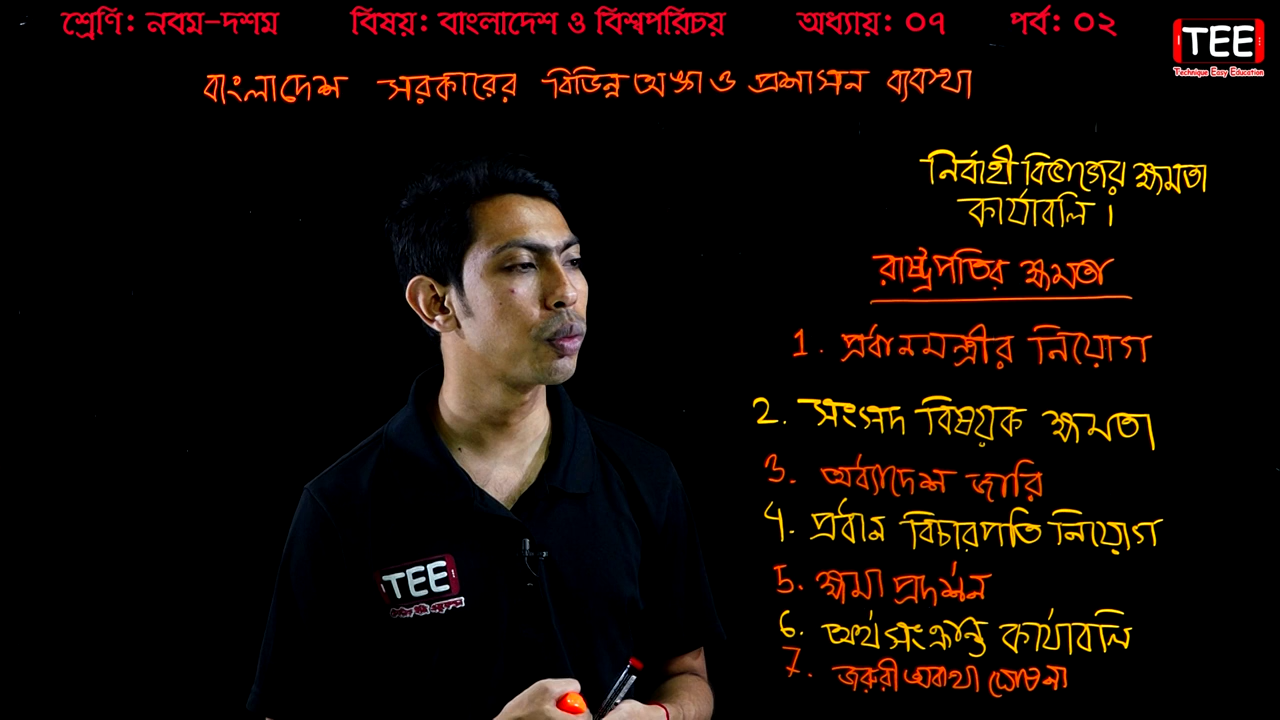 শ্রেণি: নবম-দশম বিষয়: বাংলাদেশ ও বিশ্বপরিচয় অধ্যায়: ০৭ পর্ব: ০২
TEE
Technique Easy Education
বাংলাদেশ সরকারের বিভিন্ন অঙ্গ ও প্রশাসন ব্যবস্থা
নির্বাহী বিভাগের ক্ষমতা
কার্যাবলি।
রাষ্ট্রপতির ক্ষমতা
1. প্রধানমন্ত্রীর নিয়োগ
2. সংসদ বিষয়ক ক্ষমতা
3. অধ্যাদেশ জারি
4. প্রধান বিচারপতি নিয়োগ
5. ক্ষমা প্রদর্শন
6. অর্থ সংক্রান্ত কার্যাবলি
7. জরুরী অবস্থা ঘোষনা
TEE